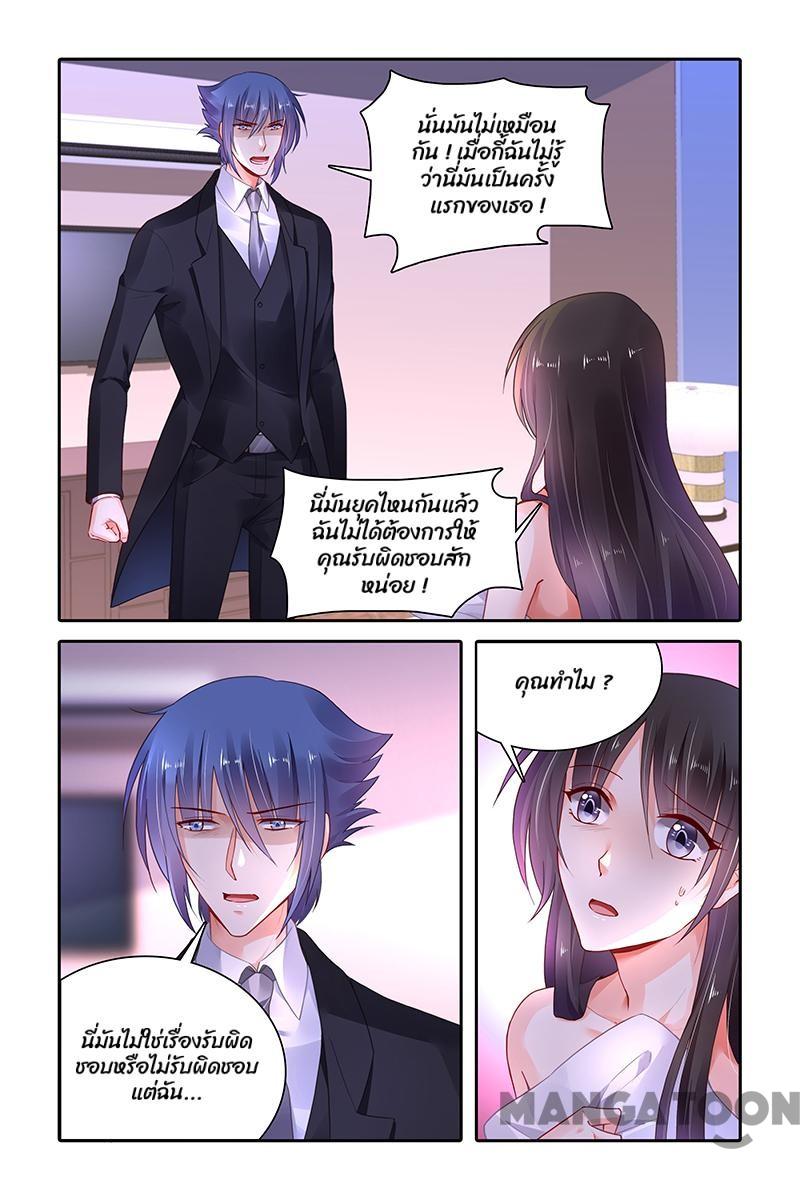 นั่นมันไม่เหมือน
กัน ! เมื่อกี้ฉันไม่รู้
ว่านี่มันเป็นครั้ง
แรกของเธอ !
นี่มันยุคไหนกันแล้ว
ฉันไม่ได้ต้องการให้
คุณรับผิดชอบสัก
หน่อย !
นี่มันไม่ใช่เรื่องรับผิด
ชอบหรือไม่รับผิดชอบ
แต่ฉัน...
คุณทำไม ?
MANGATOON